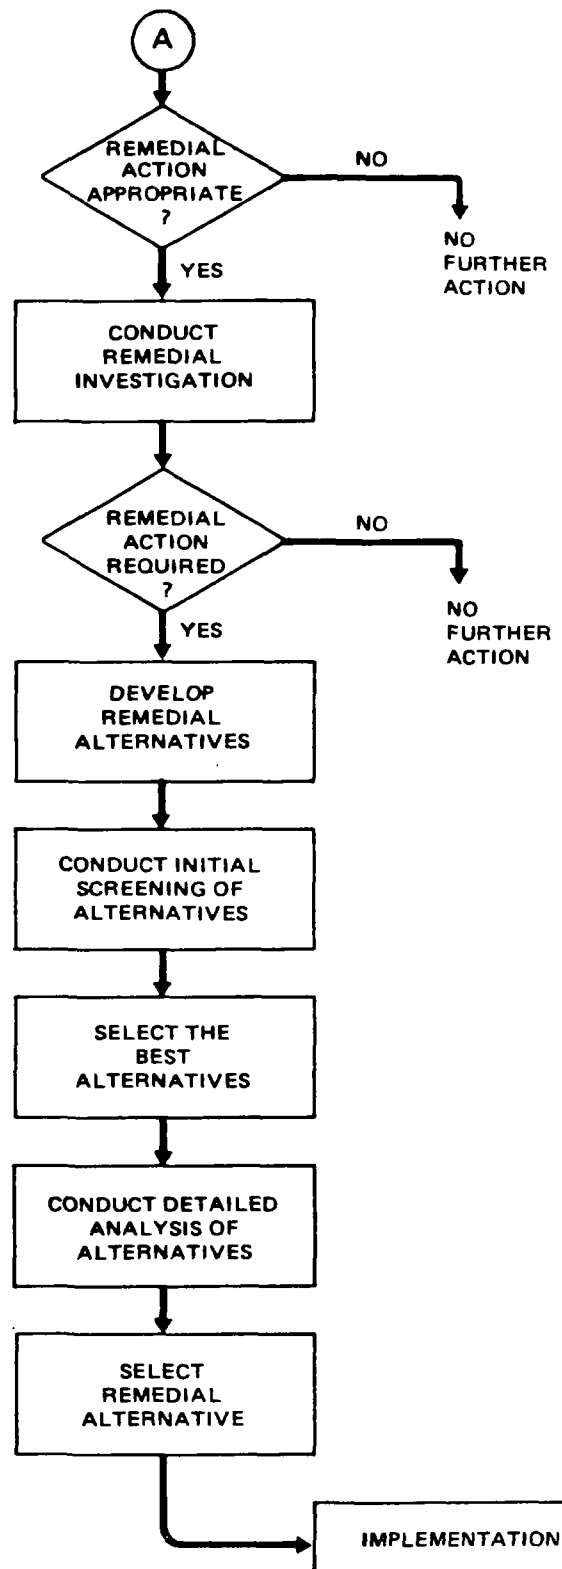 A
REMEDIAL
ACTION
APPROPRIATE
?
NO
NO
FURTHER
ACTION
YES
CONDUCT
REMEDIAL
INVESTIGATION
REMEDIAL
ACTION
REQUIRED
?
NO
NO
FURTHER
ACTION
YES
DEVELOP
REMEDIAL
ALTERNATIVES
CONDUCT INITIAL
SCREENING OF
ALTERNATIVES
SELECT THE
BEST
ALTERNATIVES
CONDUCT DETAILED
ANALYSIS OF
ALTERNATIVES
SELECT
REMEDIAL
ALTERNATIVE
IMPLEMENTATION